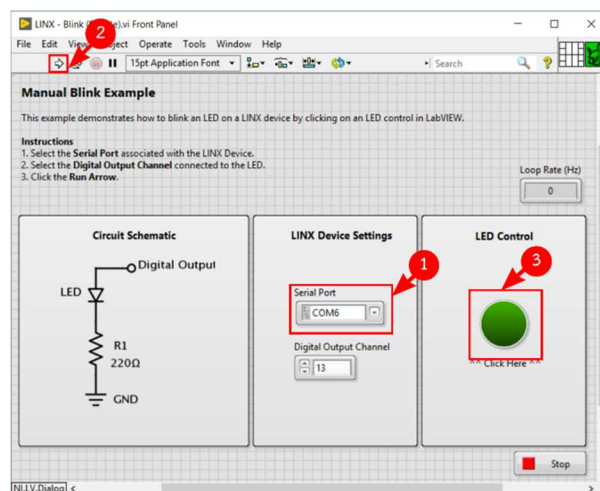 LINX - Blink
.vi Front Panel
2
File Edit Operate Tools Window Help
15pt Application Font
Search
Manual Blink Example
This example demonstrates how to blink an LED on a LINX device by clicking on an LED control in LabVIEW.
Instructions
1. Select the Serial Port associated with the LINX Device.
2. Select the Digital Output Channel connected to the LED.
3. Click the Run Arrow.
Loop Rate (Hz)
0
Circuit Schematic
Digital Output
LED
R1
220Ω
GND
LINX Device Settings
1
Serial Port
COM6
Digital Output Channel
13
LED Control
3
^^ Click Here ^^
Stop
NI.LV.Dialog